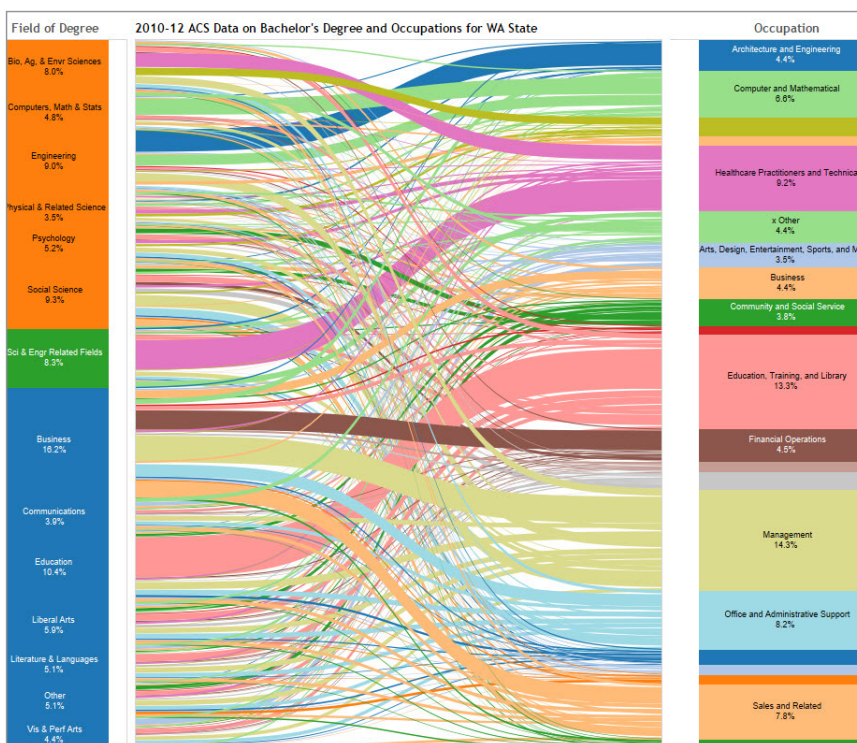 Field of Degree
2010-12 ACS Data on Bachelor's Degree and Occupations for WA State
Occupation
Bio, Ag, & Envr Sciences
8.0%
Computers, Math & Stats
4.8%
Engineering
9.0%
Physical & Related Science
3.5%
Psychology
5.2%
Social Science
9.3%
Sci & Engr Related Fields
8.3%
Business
16.2%
Communications
3.9%
Education
10.4%
Liberal Arts
5.9%
Literature & Languages
5.1%
Other
5.1%
Vis & Perf Arts
4.4%
Architecture and Engineering
4.4%
Computer and Mathematical
6.6%
Healthcare Practitioners and Technica
9.2%
x Other
4.4%
Arts, Design, Entertainment, Sports, and M
3.5%
Business
4.4%
Community and Social Service
3.8%
Education, Training, and Library
13.3%
Financial Operations
4.5%
Management
14.3%
Office and Administrative Support
8.2%
Sales and Related
7.8%